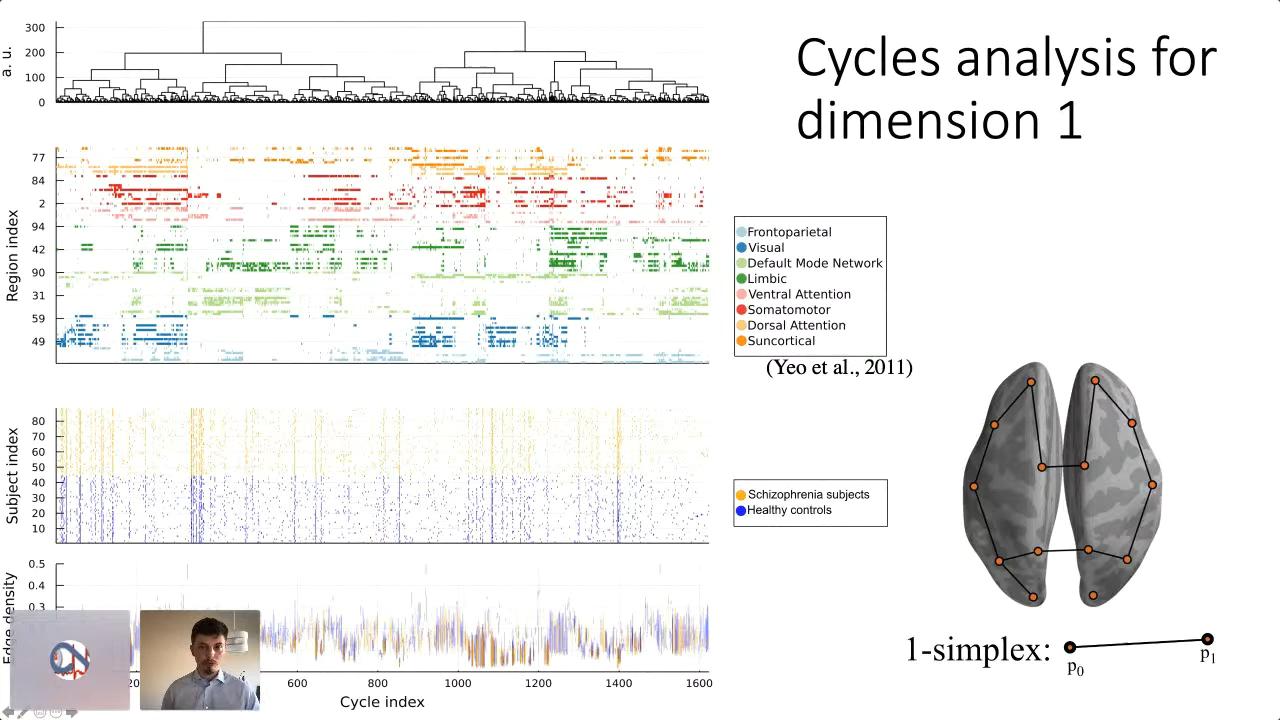 Cycles analysis for
dimension 1
a. u.
300
200
100
0
Region index
77
84
2
94
90
31
59
49
Frontoparietal
Visual
Default Mode Network
Limbic
Ventral Attention
Somatomotor
Dorsal Attention
Suncortical
(Yeo et al., 2011)
Subject index
80
70
60
50
40
30
20
10
Schizophrenia subjects
Healthy controls
Edge density
0.5
0.4
0.3
600
800
1000
1200
1400
1600
Cycle index
1-simplex:
p0
p1